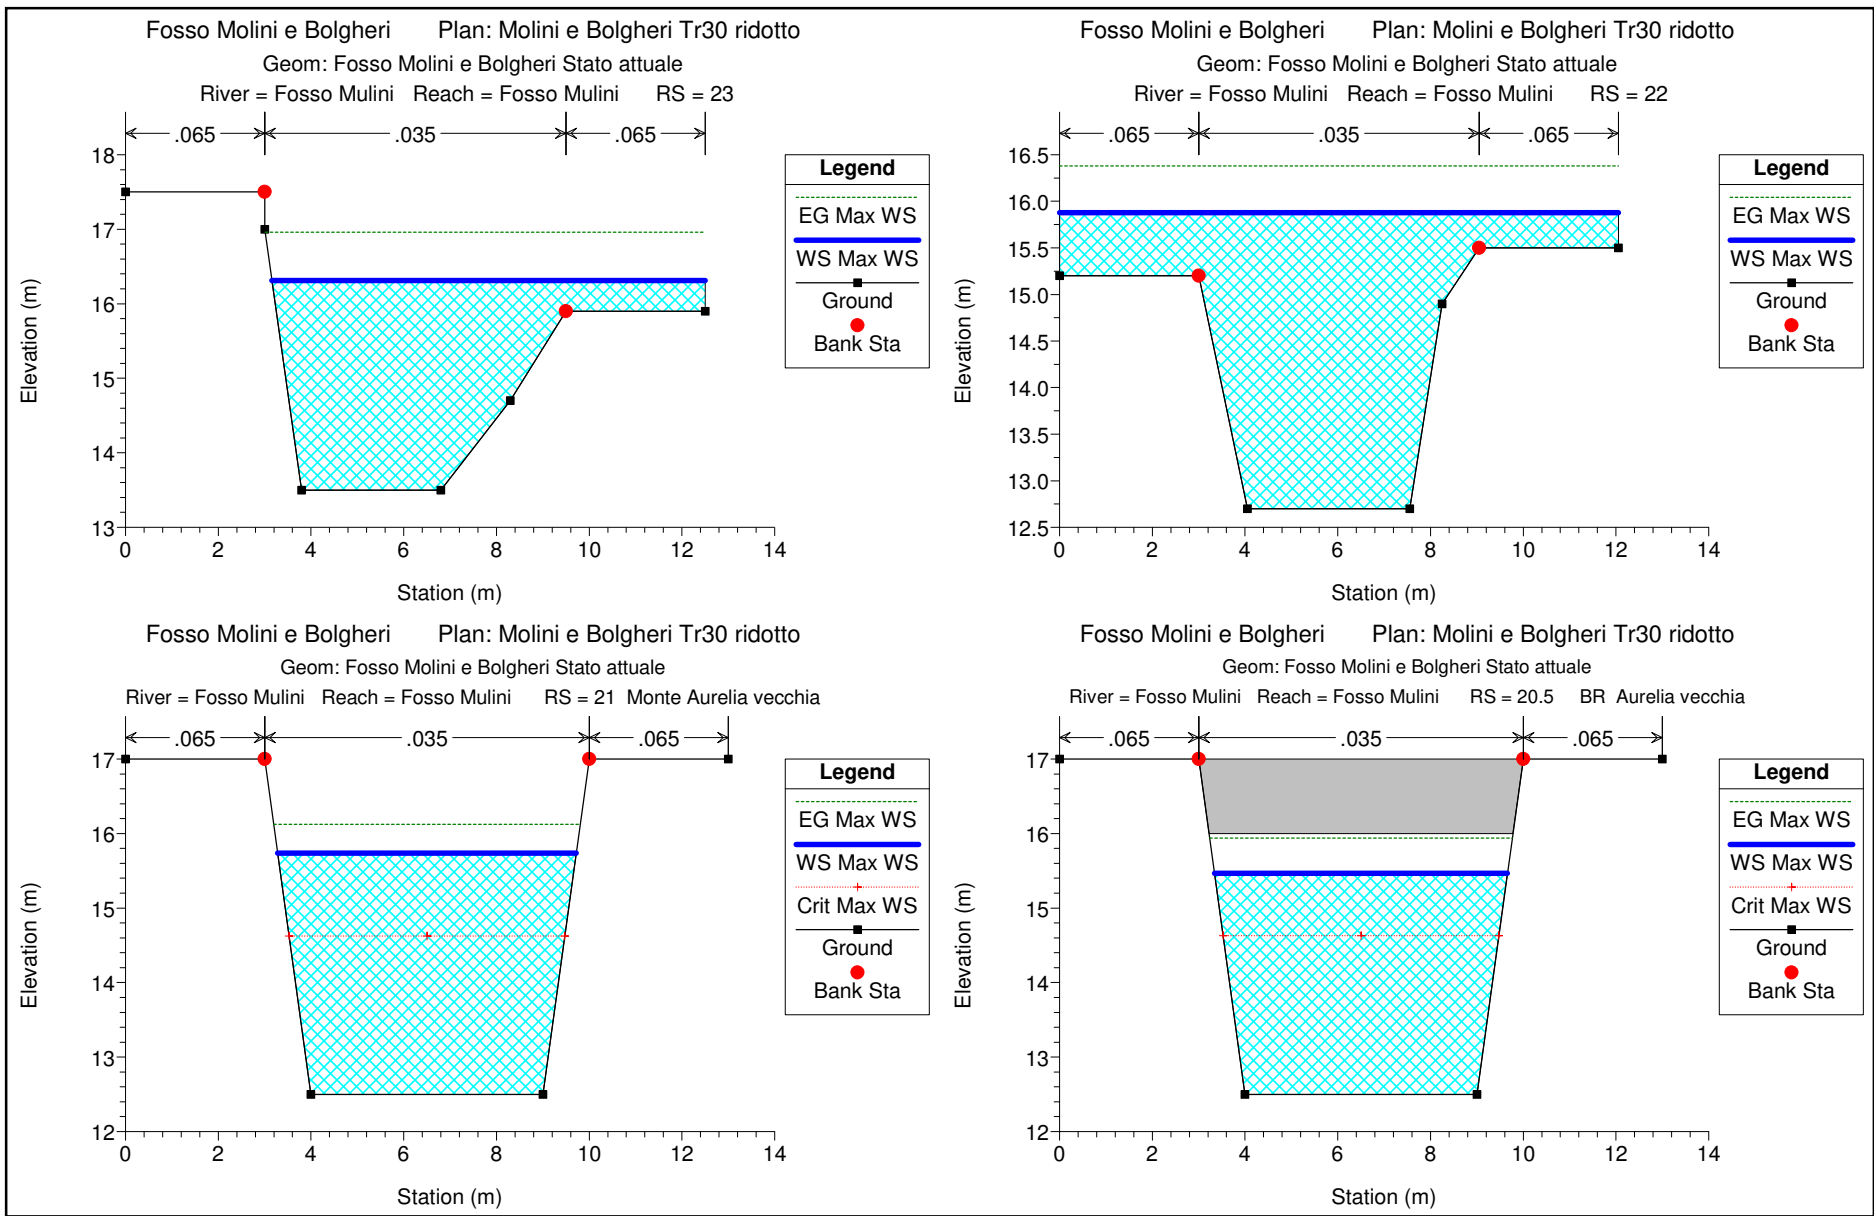 Fosso Molini e Bolgheri Plan: Molini e Bolgheri Tr30 ridotto
Geom: Fosso Molini e Bolgheri Stato attuale
River = Fosso Mulini Reach = Fosso Mulini RS = 23
.065 .035 .065
18
17
16
15
14
13
Elevation (m)
0 2 4 6 8 10 12 14
Station (m)
Legend
EG Max WS
WS Max WS
Ground
Bank Sta
Fosso Molini e Bolgheri Plan: Molini e Bolgheri Tr30 ridotto
Geom: Fosso Molini e Bolgheri Stato attuale
River = Fosso Mulini Reach = Fosso Mulini RS = 22
.065 .035 .065
16.5
16.0
15.5
15.0
14.5
14.0
13.5
13.0
12.5
Elevation (m)
0 2 4 6 8 10 12 14
Station (m)
Legend
EG Max WS
WS Max WS
Ground
Bank Sta
Fosso Molini e Bolgheri Plan: Molini e Bolgheri Tr30 ridotto
Geom: Fosso Molini e Bolgheri Stato attuale
River = Fosso Mulini Reach = Fosso Mulini RS = 21 Monte Aurelia vecchia
.065 .035 .065
17
16
15
14
13
12
Elevation (m)
0 2 4 6 8 10 12 14
Station (m)
Legend
EG Max WS
WS Max WS
Crit Max WS
Ground
Bank Sta
Fosso Molini e Bolgheri Plan: Molini e Bolgheri Tr30 ridotto
Geom: Fosso Molini e Bolgheri Stato attuale
River = Fosso Mulini Reach = Fosso Mulini RS = 20.5 BR Aurelia vecchia
.065 .035 .065
17
16
15
14
13
12
Elevation (m)
0 2 4 6 8 10 12 14
Station (m)
Legend
EG Max WS
WS Max WS
Crit Max WS
Ground
Bank Sta